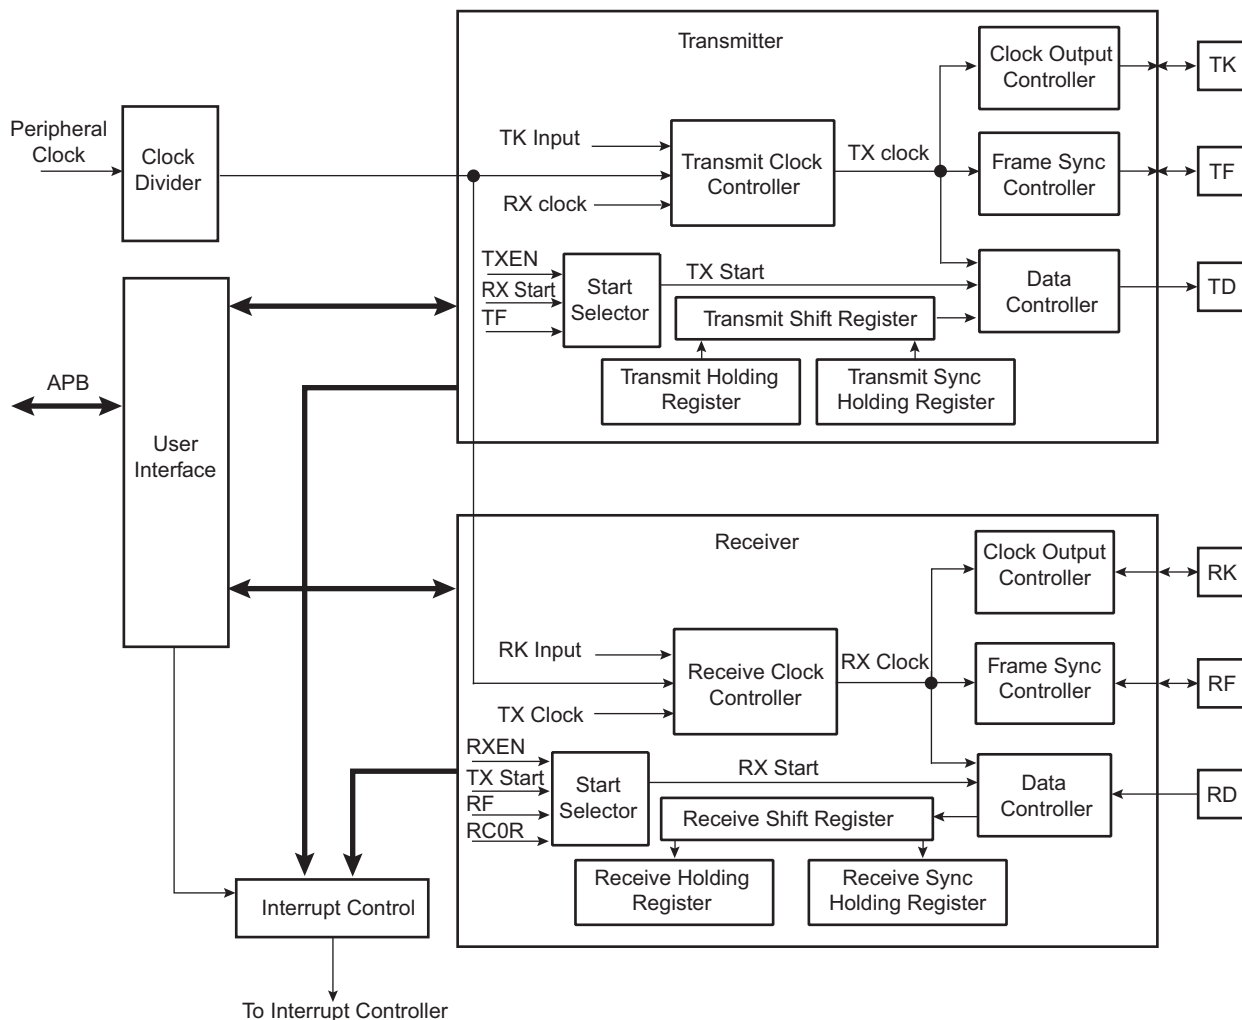 Transmitter
Clock Output
Controller
TK
Peripheral
Clock
Clock
Divider
TK Input
Transmit Clock
Controller
TX clock
Frame Sync
Controller
TF
RX clock
TXEN
RX Start
TF
Start
Selector
TX Start
Data
Controller
TD
Transmit Shift Register
Transmit Holding
Register
Transmit Sync
Holding Register
APB
User
Interface
Receiver
Clock Output
Controller
RK
RK Input
Receive Clock
Controller
RX Clock
Frame Sync
Controller
RF
TX Clock
RXEN
TX Start
RF
RC0R
Start
Selector
RX Start
Data
Controller
RD
Receive Shift Register
Receive Holding
Register
Receive Sync
Holding Register
Interrupt Control
To Interrupt Controller